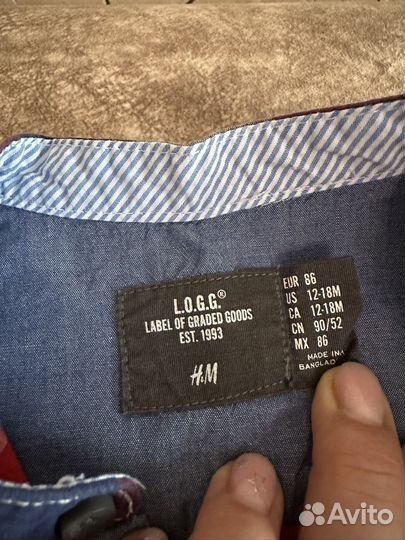 L.O.G.G.®
LABEL OF GRADED GOODS
EST. 1993
H&M
EUR 86
US 12-18M
CA 12-18M
CN 90/52
MX 86
MADE IN
BANGLAD
Avito